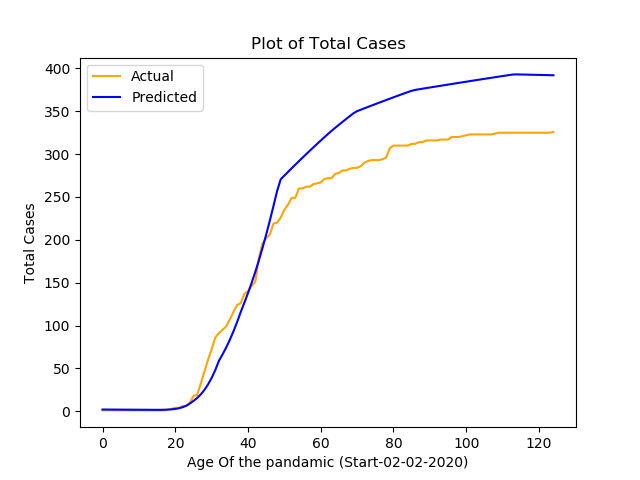 Plot of Total Cases
Actual
Predicted
400
350
300
250
200
150
100
50
0
Total Cases
0 20 40 60 80 100 120
Age Of the pandamic (Start-02-02-2020)